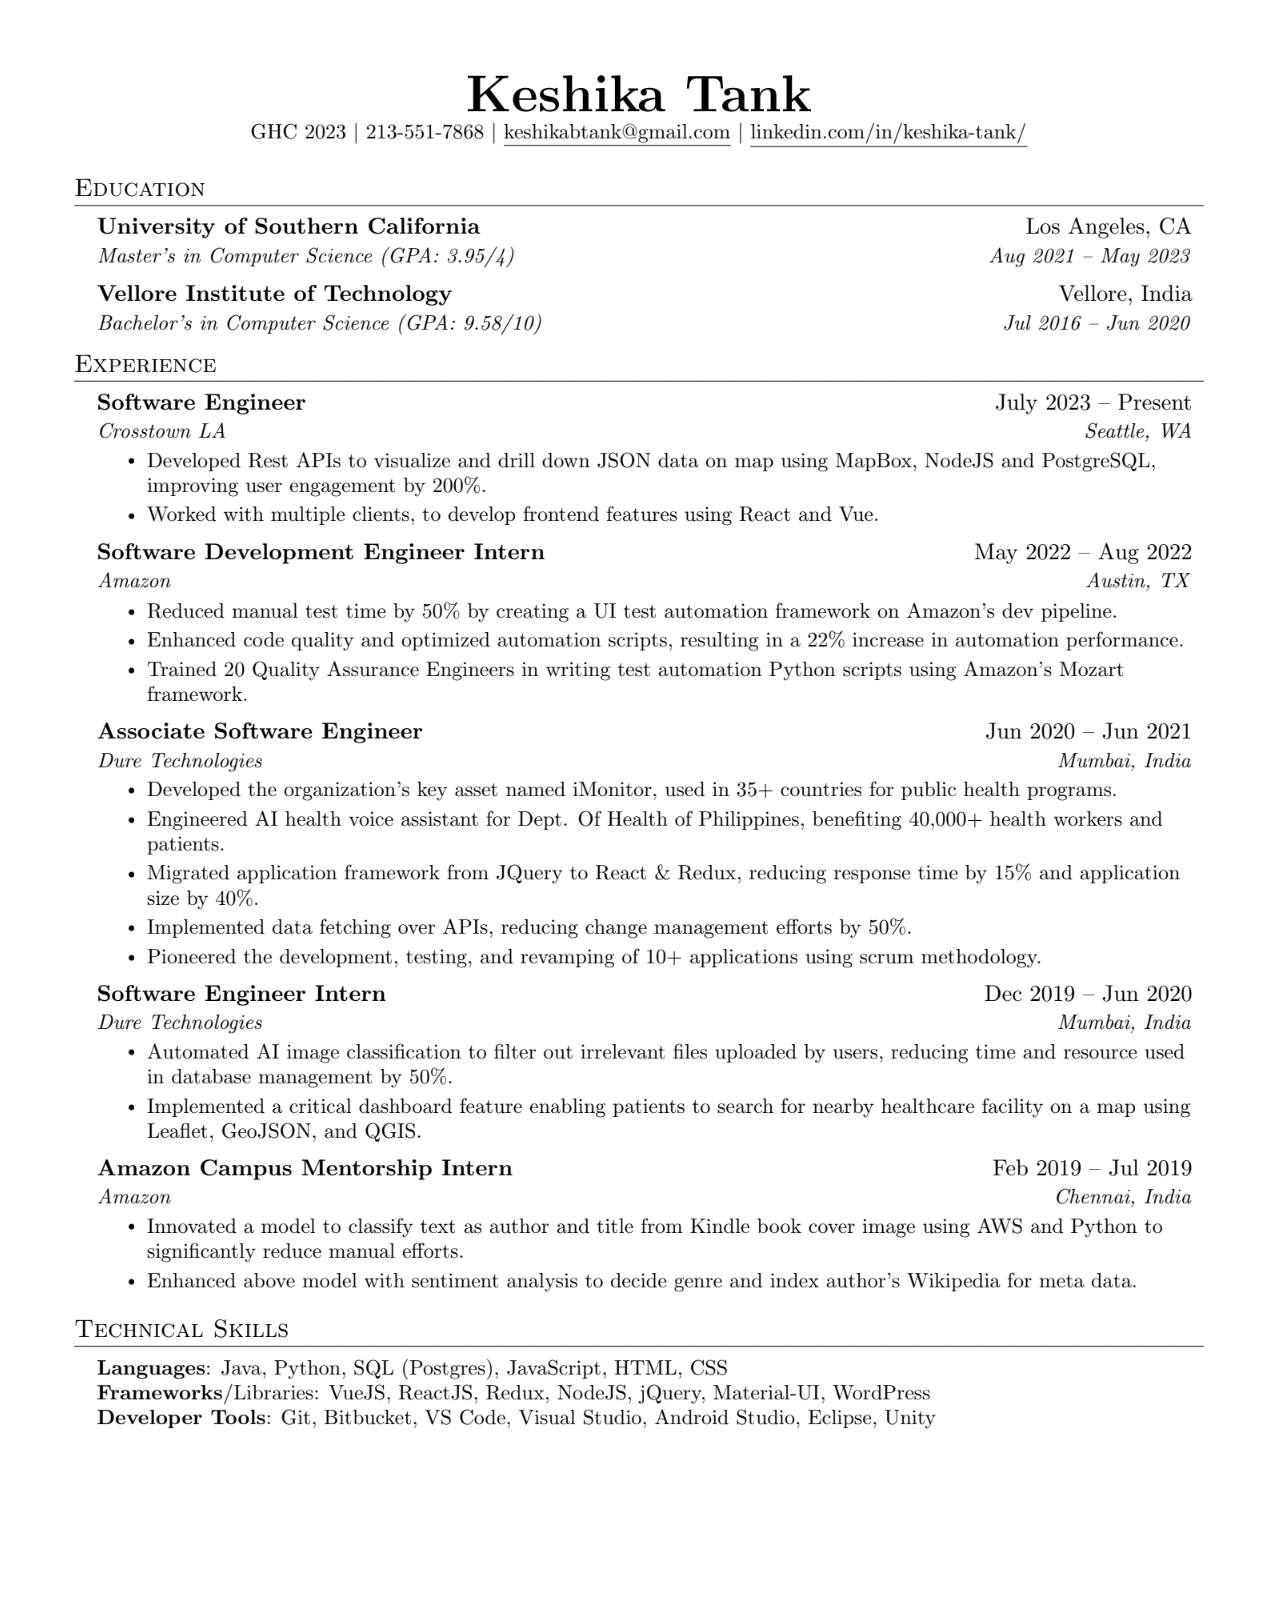 Keshika Tank
GHC 2023 | 213-551-7868 | keshikabtank@gmail.com | linkedin.com/in/keshika-tank/
Education
University of Southern California Los Angeles, CA
Master's in Computer Science (GPA: 3.95/4) Aug 2021 – May 2023
Vellore Institute of Technology Vellore, India
Bachelor's in Computer Science (GPA: 9.58/10) Jul 2016 – Jun 2020
Experience
Software Engineer July 2023 – Present
Crosstown LA Seattle, WA
• Developed Rest APIs to visualize and drill down JSON data on map using MapBox, NodeJS and PostgreSQL,
improving user engagement by 200%.
• Worked with multiple clients, to develop frontend features using React and Vue.
Software Development Engineer Intern May 2022 – Aug 2022
Amazon Austin, TX
• Reduced manual test time by 50% by creating a UI test automation framework on Amazon's dev pipeline.
• Enhanced code quality and optimized automation scripts, resulting in a 22% increase in automation performance.
• Trained 20 Quality Assurance Engineers in writing test automation Python scripts using Amazon's Mozart
framework.
Associate Software Engineer Jun 2020 – Jun 2021
Dure Technologies Mumbai, India
• Developed the organization's key asset named iMonitor, used in 35+ countries for public health programs.
• Engineered AI health voice assistant for Dept. Of Health of Philippines, benefiting 40,000+ health workers and
patients.
• Migrated application framework from JQuery to React & Redux, reducing response time by 15% and application
size by 40%.
• Implemented data fetching over APIs, reducing change management efforts by 50%.
• Pioneered the development, testing, and revamping of 10+ applications using scrum methodology.
Software Engineer Intern Dec 2019 – Jun 2020
Dure Technologies Mumbai, India
• Automated AI image classification to filter out irrelevant files uploaded by users, reducing time and resource used
in database management by 50%.
• Implemented a critical dashboard feature enabling patients to search for nearby healthcare facility on a map using
Leaflet, GeoJSON, and QGIS.
Amazon Campus Mentorship Intern Feb 2019 – Jul 2019
Amazon Chennai, India
• Innovated a model to classify text as author and title from Kindle book cover image using AWS and Python to
significantly reduce manual efforts.
• Enhanced above model with sentiment analysis to decide genre and index author's Wikipedia for meta data.
Technical Skills
Languages: Java, Python, SQL (Postgres), JavaScript, HTML, CSS
Frameworks/Libraries: VueJS, ReactJS, Redux, NodeJS, jQuery, Material-UI, WordPress
Developer Tools: Git, Bitbucket, VS Code, Visual Studio, Android Studio, Eclipse, Unity